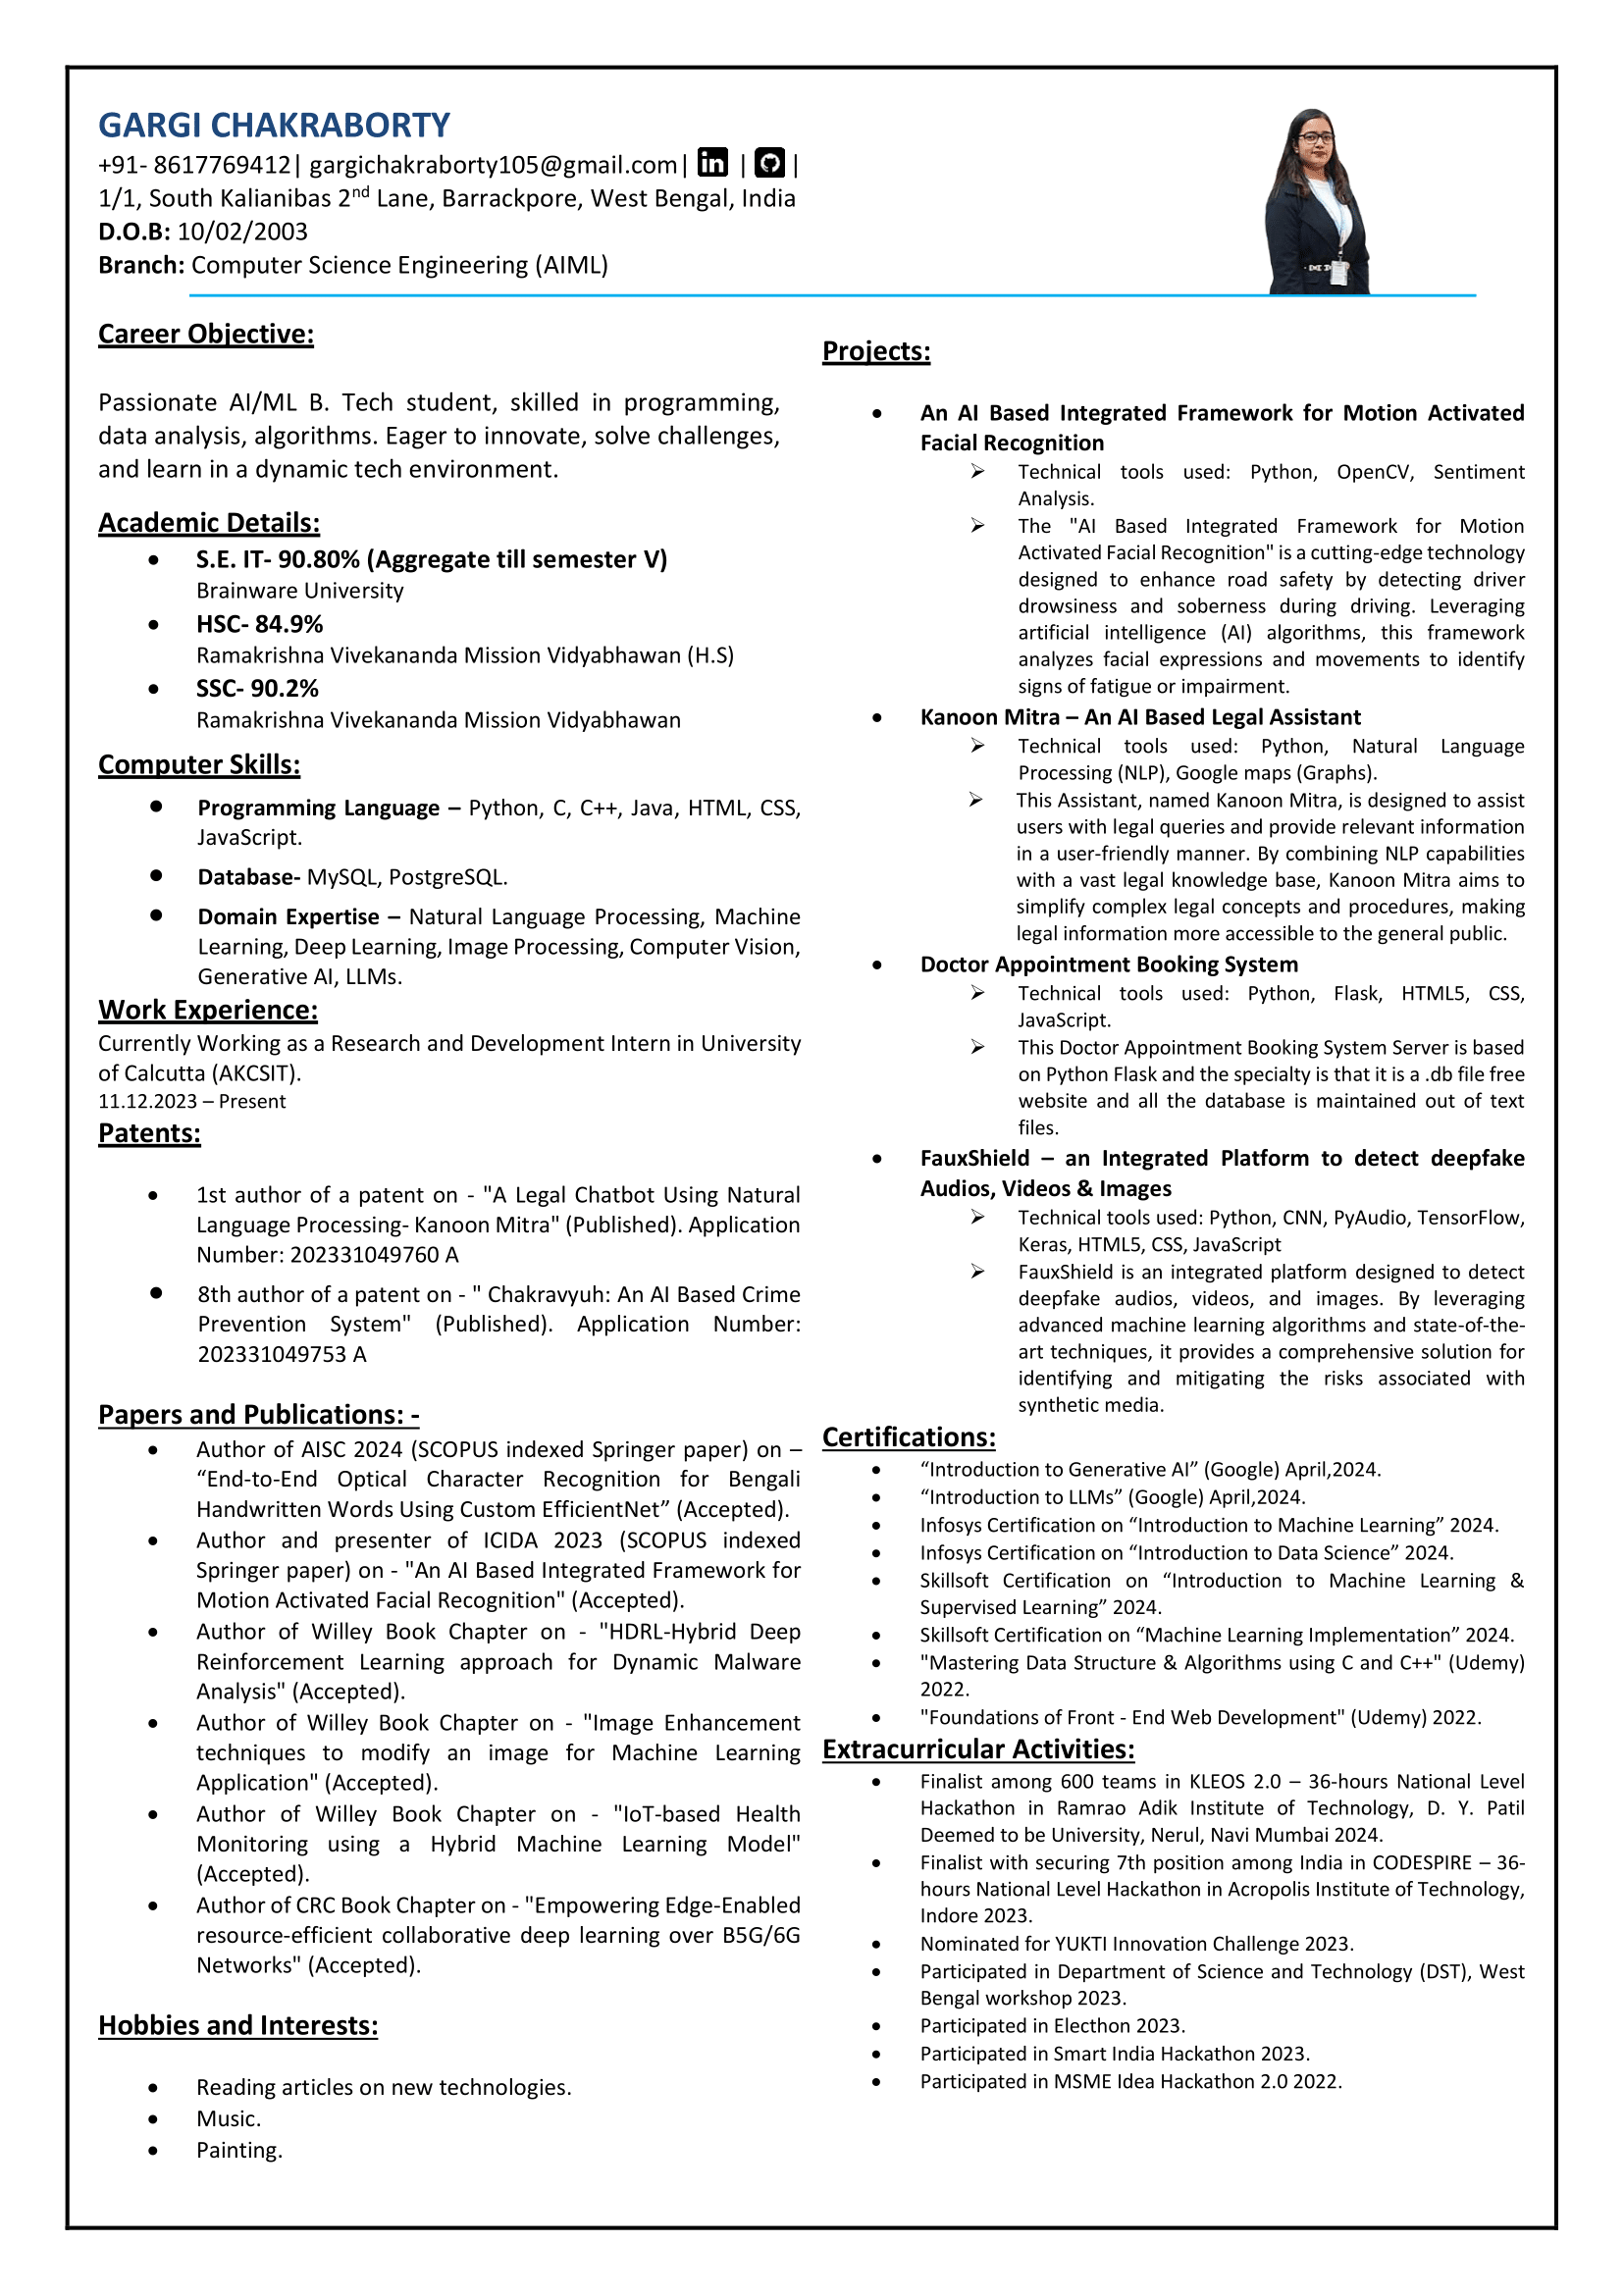 GARGI CHAKRABORTY
+91- 8617769412| gargichakraborty105@gmail.com| in | |
1/1, South Kalianibas 2nd Lane, Barrackpore, West Bengal, India
D.O.B: 10/02/2003
Branch: Computer Science Engineering (AIML)
Career Objective:
Passionate AI/ML B. Tech student, skilled in programming,
data analysis, algorithms. Eager to innovate, solve challenges,
and learn in a dynamic tech environment.
Academic Details:
• S.E. IT- 90.80% (Aggregate till semester V)
Brainware University
• HSC- 84.9%
Ramakrishna Vivekananda Mission Vidyabhawan (H.S)
• SSC- 90.2%
Ramakrishna Vivekananda Mission Vidyabhawan
Computer Skills:
• Programming Language – Python, C, C++, Java, HTML, CSS,
JavaScript.
• Database- MySQL, PostgreSQL.
• Domain Expertise – Natural Language Processing, Machine
Learning, Deep Learning, Image Processing, Computer Vision,
Generative AI, LLMs.
Work Experience:
Currently Working as a Research and Development Intern in University
of Calcutta (AKCSIT).
11.12.2023 – Present
Patents:
• 1st author of a patent on - "A Legal Chatbot Using Natural
Language Processing- Kanoon Mitra" (Published). Application
Number: 202331049760 A
• 8th author of a patent on - " Chakravyuh: An AI Based Crime
Prevention System" (Published). Application Number:
202331049753 A
Papers and Publications: -
• Author of AISC 2024 (SCOPUS indexed Springer paper) on –
“End-to-End Optical Character Recognition for Bengali
Handwritten Words Using Custom EfficientNet” (Accepted).
• Author and presenter of ICIDA 2023 (SCOPUS indexed
Springer paper) on - "An AI Based Integrated Framework for
Motion Activated Facial Recognition" (Accepted).
• Author of Willey Book Chapter on - "HDRL-Hybrid Deep
Reinforcement Learning approach for Dynamic Malware
Analysis" (Accepted).
• Author of Willey Book Chapter on - "Image Enhancement
techniques to modify an image for Machine Learning
Application" (Accepted).
• Author of Willey Book Chapter on - "IoT-based Health
Monitoring using a Hybrid Machine Learning Model"
(Accepted).
• Author of CRC Book Chapter on - "Empowering Edge-Enabled
resource-efficient collaborative deep learning over B5G/6G
Networks" (Accepted).
Hobbies and Interests:
• Reading articles on new technologies.
• Music.
• Painting.
Projects:
• An AI Based Integrated Framework for Motion Activated
Facial Recognition
➢ Technical tools used: Python, OpenCV, Sentiment
Analysis.
➢ The "AI Based Integrated Framework for Motion
Activated Facial Recognition" is a cutting-edge technology
designed to enhance road safety by detecting driver
drowsiness and soberness during driving. Leveraging
artificial intelligence (AI) algorithms, this framework
analyzes facial expressions and movements to identify
signs of fatigue or impairment.
• Kanoon Mitra – An AI Based Legal Assistant
➢ Technical tools used: Python, Natural Language
Processing (NLP), Google maps (Graphs).
➢ This Assistant, named Kanoon Mitra, is designed to assist
users with legal queries and provide relevant information
in a user-friendly manner. By combining NLP capabilities
with a vast legal knowledge base, Kanoon Mitra aims to
simplify complex legal concepts and procedures, making
legal information more accessible to the general public.
• Doctor Appointment Booking System
➢ Technical tools used: Python, Flask, HTML5, CSS,
JavaScript.
➢ This Doctor Appointment Booking System Server is based
on Python Flask and the specialty is that it is a .db file free
website and all the database is maintained out of text
files.
• FauxShield – an Integrated Platform to detect deepfake
Audios, Videos & Images
➢ Technical tools used: Python, CNN, PyAudio, TensorFlow,
Keras, HTML5, CSS, JavaScript
➢ FauxShield is an integrated platform designed to detect
deepfake audios, videos, and images. By leveraging
advanced machine learning algorithms and state-of-the-
art techniques, it provides a comprehensive solution for
identifying and mitigating the risks associated with
synthetic media.
Certifications:
• “Introduction to Generative AI” (Google) April,2024.
• “Introduction to LLMs” (Google) April,2024.
• Infosys Certification on “Introduction to Machine Learning” 2024.
• Infosys Certification on “Introduction to Data Science” 2024.
• Skillsoft Certification on “Introduction to Machine Learning &
Supervised Learning” 2024.
• Skillsoft Certification on “Machine Learning Implementation” 2024.
• "Mastering Data Structure & Algorithms using C and C++" (Udemy)
2022.
• "Foundations of Front - End Web Development" (Udemy) 2022.
Extracurricular Activities:
• Finalist among 600 teams in KLEOS 2.0 – 36-hours National Level
Hackathon in Ramrao Adik Institute of Technology, D. Y. Patil
Deemed to be University, Nerul, Navi Mumbai 2024.
• Finalist with securing 7th position among India in CODESPIRE – 36-
hours National Level Hackathon in Acropolis Institute of Technology,
Indore 2023.
• Nominated for YUKTI Innovation Challenge 2023.
• Participated in Department of Science and Technology (DST), West
Bengal workshop 2023.
• Participated in Electhon 2023.
• Participated in Smart India Hackathon 2023.
• Participated in MSME Idea Hackathon 2.0 2022.